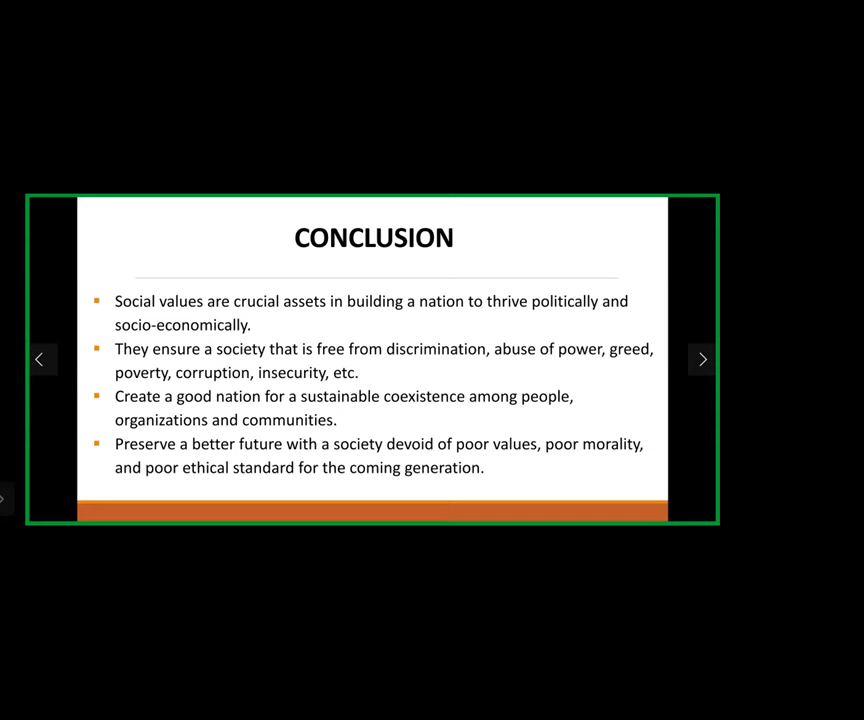 CONCLUSION
Social values are crucial assets in building a nation to thrive politically and
socio-economically.
They ensure a society that is free from discrimination, abuse of power, greed,
poverty, corruption, insecurity, etc.
Create a good nation for a sustainable coexistence among people,
organizations and communities.
Preserve a better future with a society devoid of poor values, poor morality,
and poor ethical standard for the coming generation.